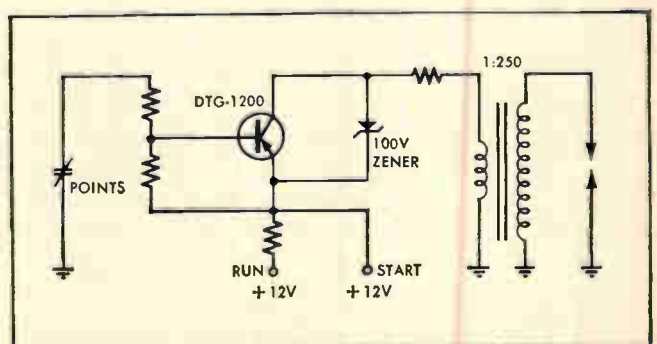 1:250
DTG-1200
100V
ZENER
POINTS
RUN
START
+12V
+12V